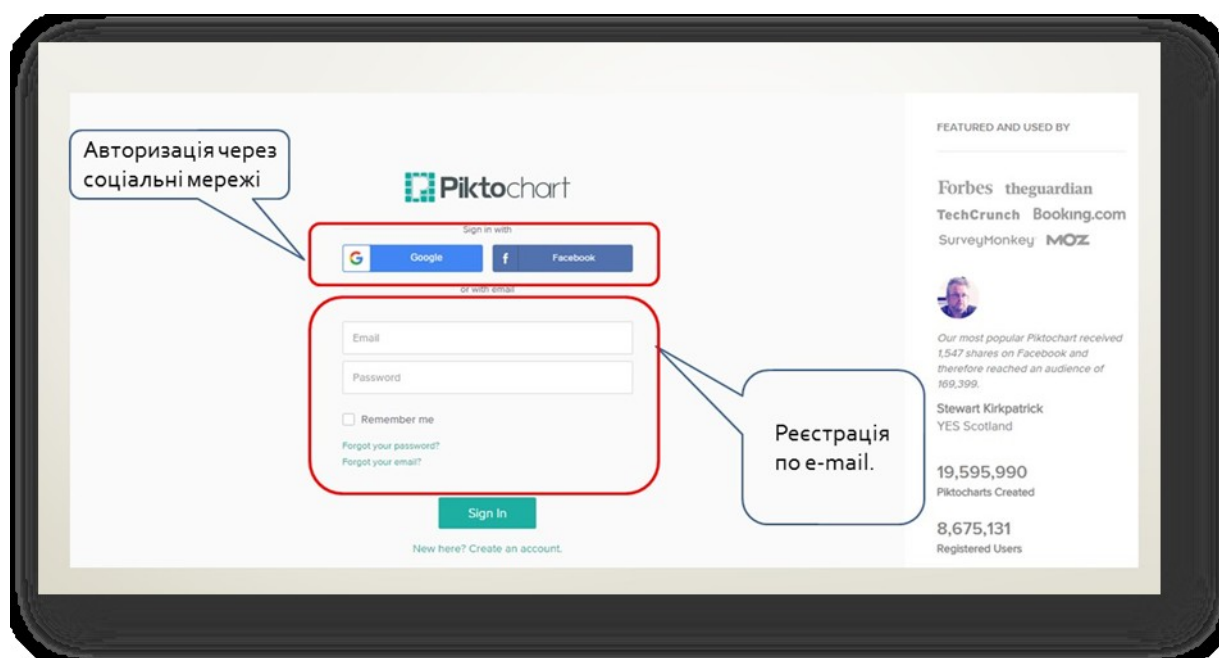 Авторизація через
соціальні мережі
Piktochart
Sign in with
Google
Facebook
or with email
Email
Password
Remember me
Forgot your password?
Forgot your email?
Sign In
New here? Create an account.
Реєстрація
по e-mail.
FEATURED AND USED BY
Forbes theguardian
TechCrunch Booking.com
SurveyMonkey MOZ
Our most popular Piktochart received
1,547 shares on Facebook and
therefore reached an audience of
169,399.
Stewart Kirkpatrick
YES Scotland
19,595,990
Piktocharts Created
8,675,131
Registered Users